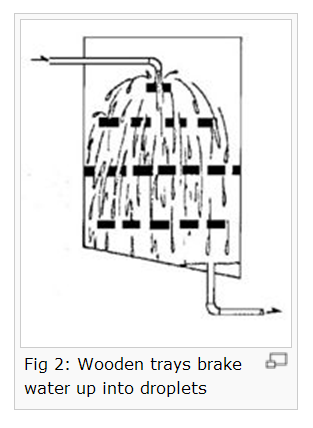 Fig 2: Wooden trays brake
water up into droplets